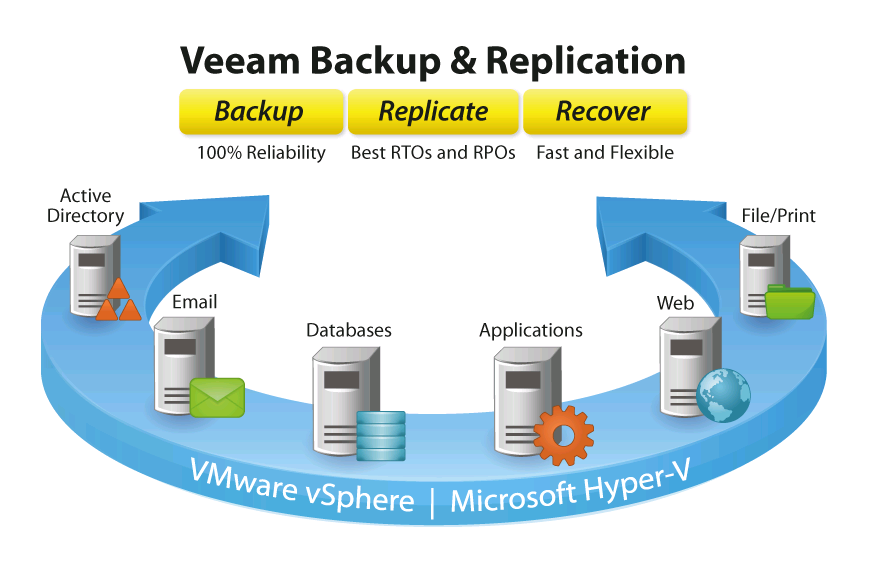 Veeam Backup & Replication
Backup
Replicate
Recover
100% Reliability
Best RTOs and RPOs
Fast and Flexible
Active
Directory
File/Print
Email
Web
Databases
Applications
VMware vSphere | Microsoft Hyper-V